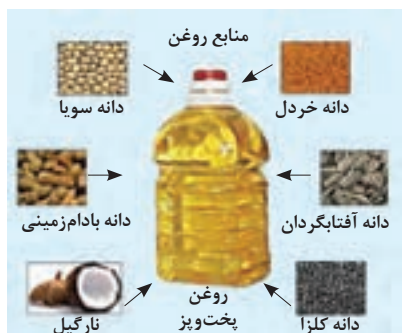 منابع روغن
دانه خردل
دانه سویا
دانه آفتابگردان
دانه بادام‌زمینی
دانه کلزا
روغن
پخت‌وپز
نارگیل